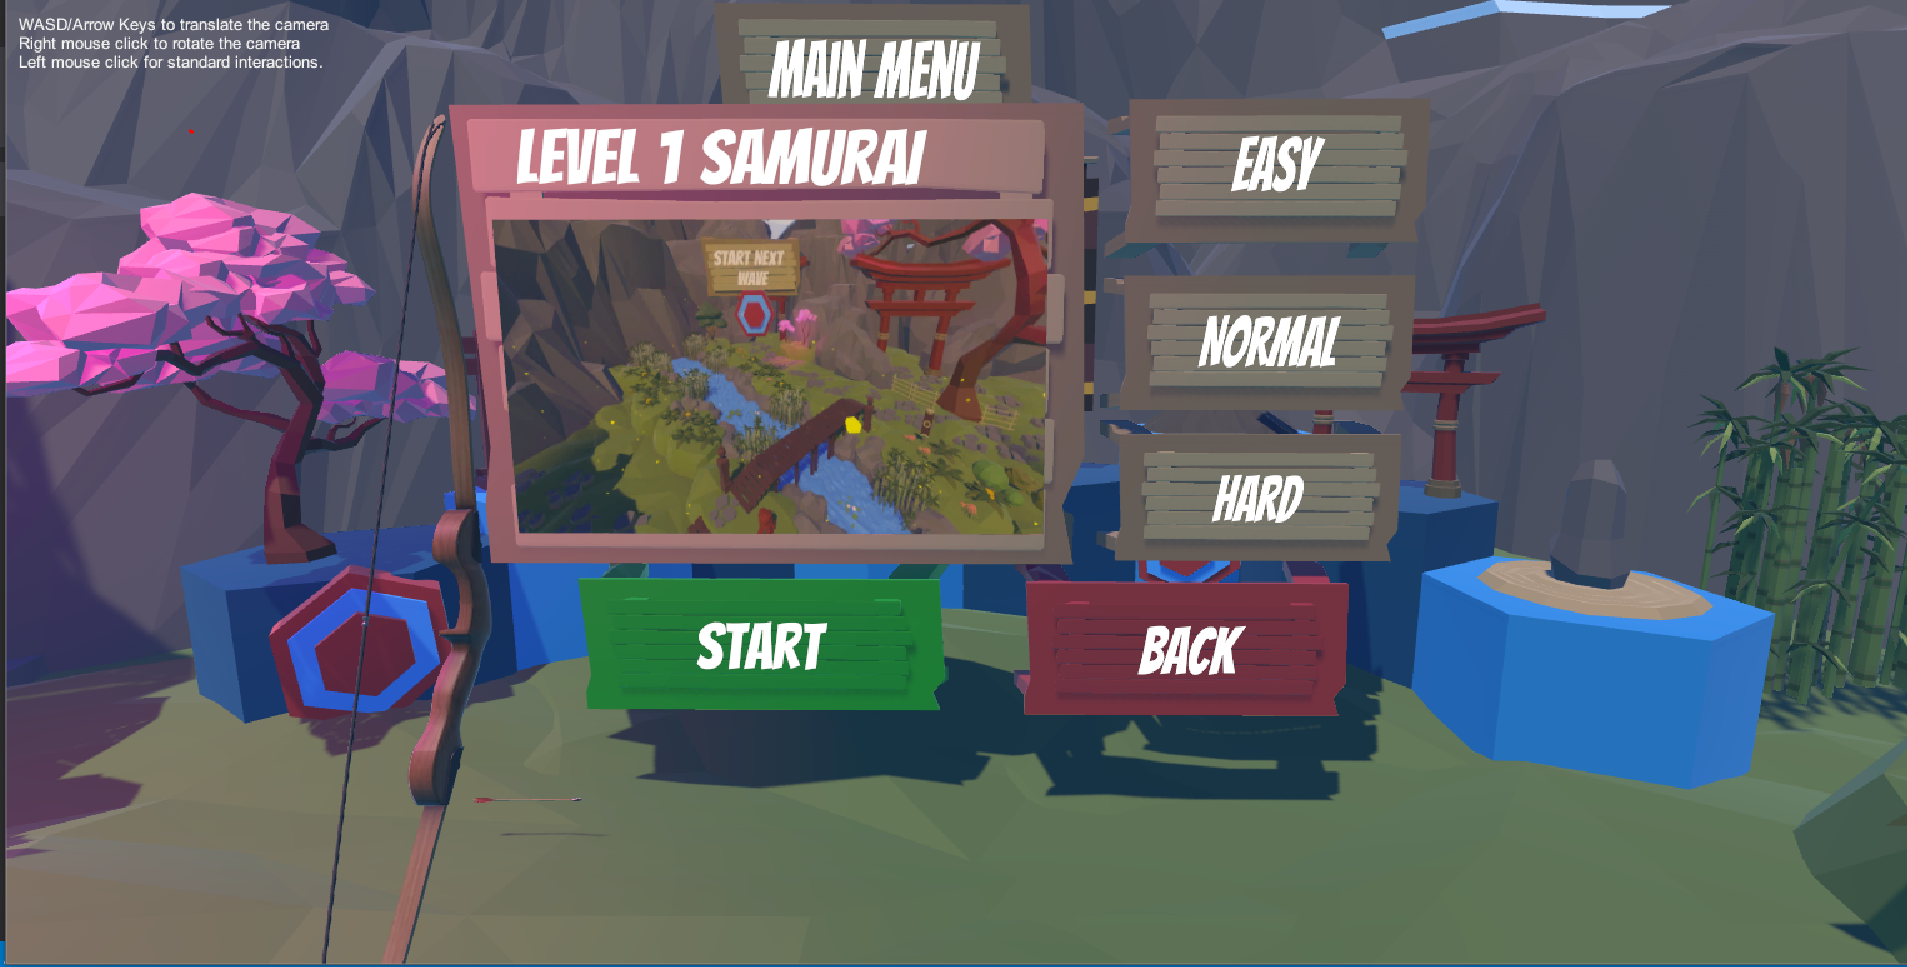 WASD/Arrow Keys to translate the camera
Right mouse click to rotate the camera
Left mouse click for standard interactions.
MAIN MENU
LEVEL 1 SAMURAI
START NEXT
WAVE
EASY
NORMAL
HARD
START
BACK